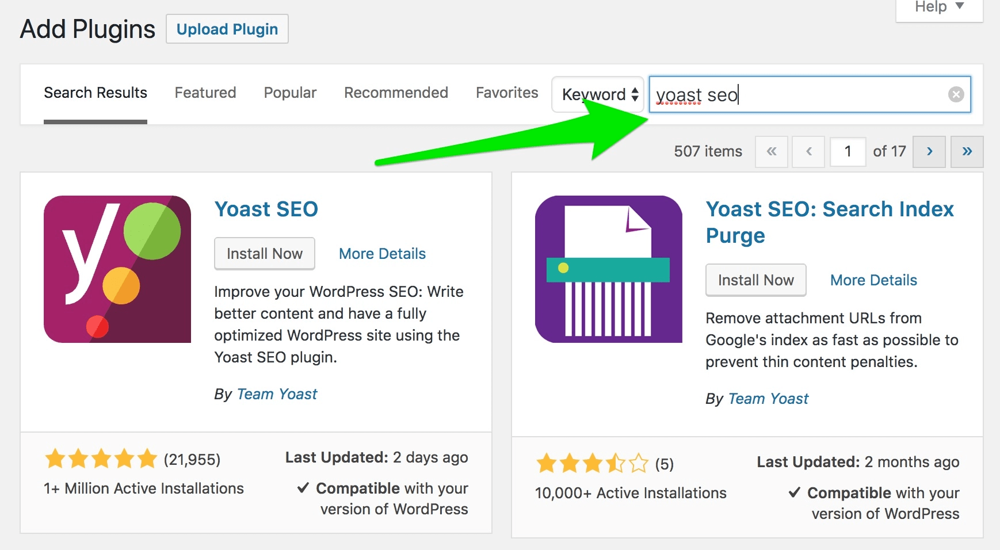 Help
Add Plugins Upload Plugin
Search Results Featured Popular Recommended Favorites Keyword yoast seo
507 items « ‹ 1 of 17 › »
y
Yoast SEO
Install Now More Details
Improve your WordPress SEO: Write
better content and have a fully
optimized WordPress site using the
Yoast SEO plugin.
By Team Yoast
(21,955)
1+ Million Active Installations
Last Updated: 2 days ago
✓ Compatible with your
version of WordPress
Yoast SEO: Search Index
Purge
Install Now More Details
Remove attachment URLs from
Google's index as fast as possible to
prevent thin content penalties.
By Team Yoast
(5)
10,000+ Active Installations
Last Updated: 2 months ago
✓ Compatible with your
version of WordPress